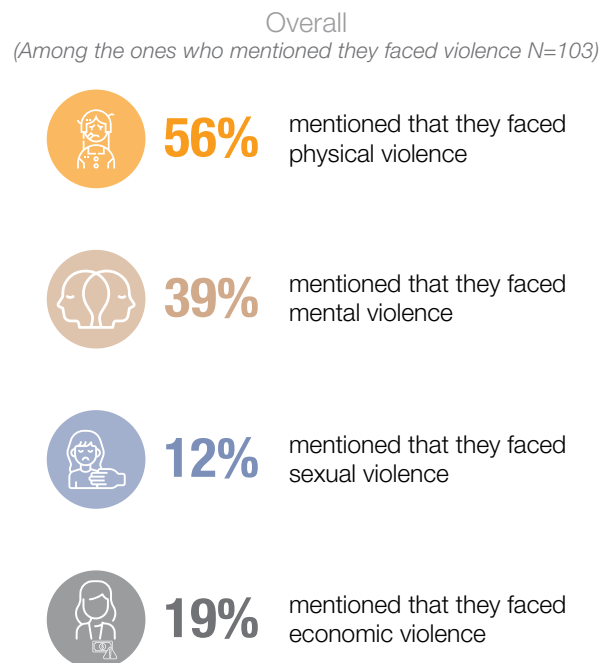 Overall
(Among the ones who mentioned they faced violence N=103)
56%
mentioned that they faced
physical violence
39%
mentioned that they faced
mental violence
12%
mentioned that they faced
sexual violence
19%
mentioned that they faced
economic violence